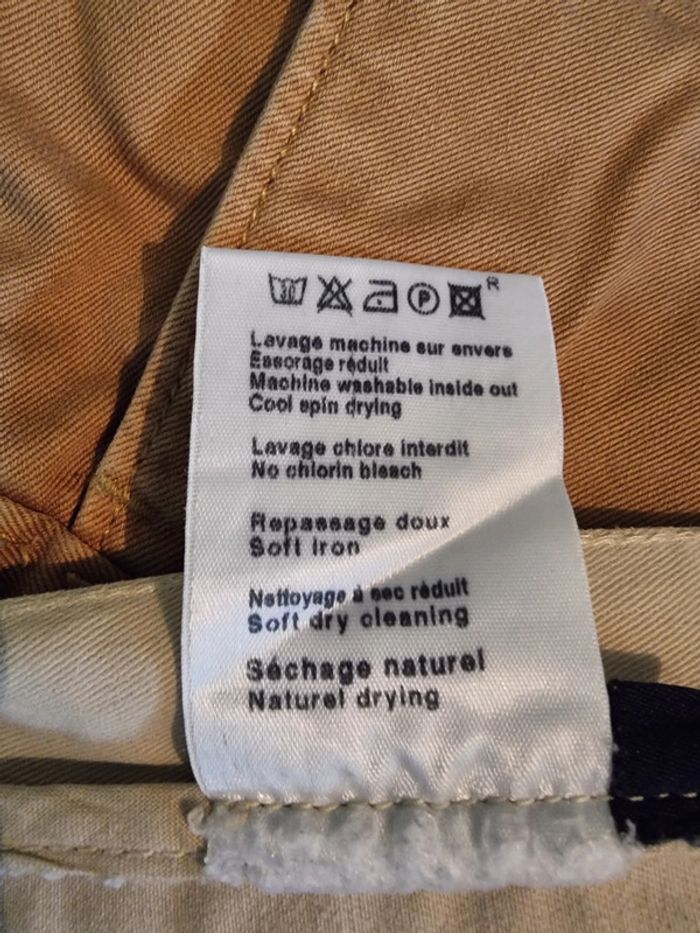 30 P R
Lavage machine sur envers
Essorage réduit
Machine washable inside out
Cool spin drying
Lavage chlore interdit
No chlorin bleach
Repassage doux
Soft iron
Nettoyage à sec réduit
Soft dry cleaning
Séchage naturel
Naturel drying